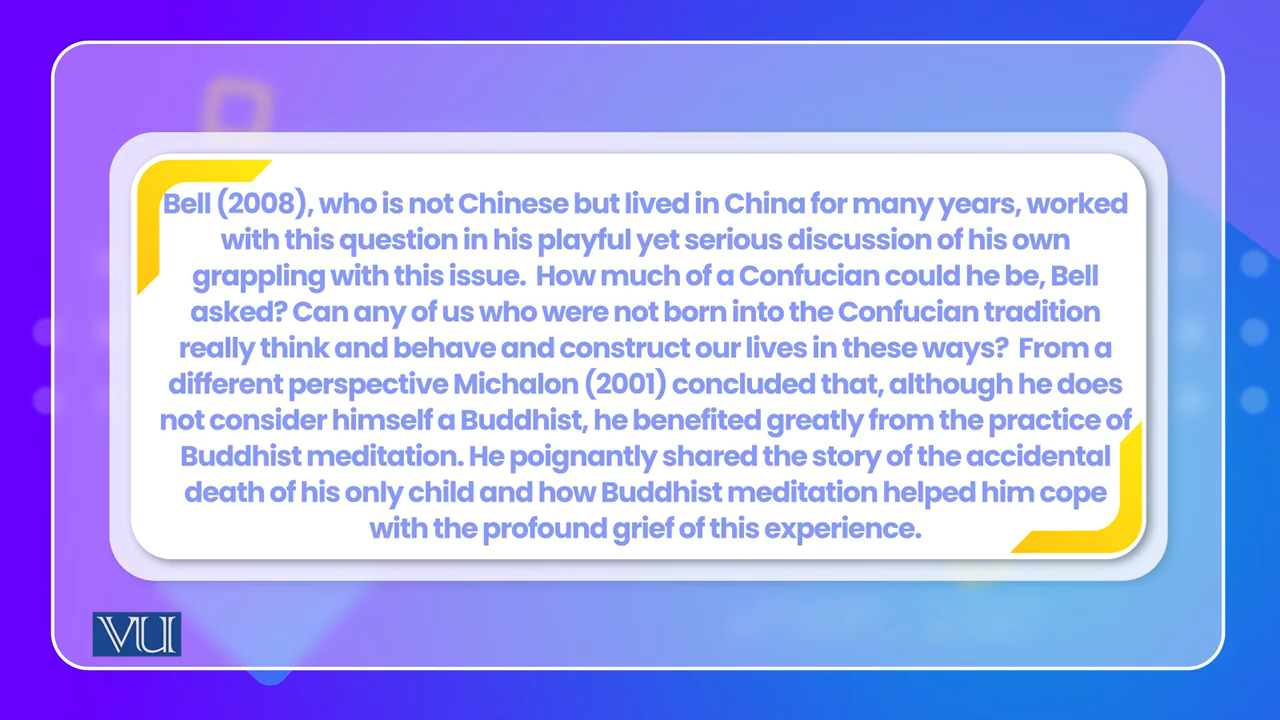 Bell (2008), who is not Chinese but lived in China for many years, worked
with this question in his playful yet serious discussion of his own
grappling with this issue.  How much of a Confucian could he be, Bell
asked? Can any of us who were not born into the Confucian tradition
really think and behave and construct our lives in these ways?  From a
different perspective Michalon (2001) concluded that, although he does
not consider himself a Buddhist, he benefited greatly from the practice of
Buddhist meditation. He poignantly shared the story of the accidental
death of his only child and how Buddhist meditation helped him cope
with the profound grief of this experience.
VU